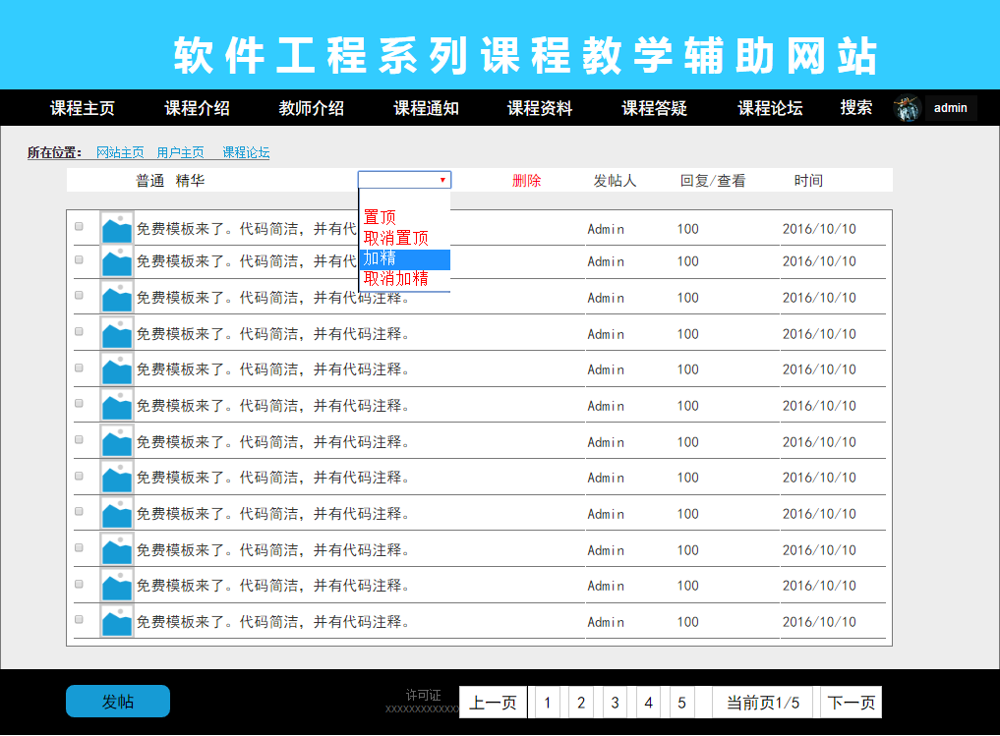 软件工程系列课程教学辅助网站
课程主页 课程介绍 教师介绍 课程通知 课程资料 课程答疑 课程论坛 搜索 admin
所在位置： 网站主页 用户主页 课程论坛
普通 精华 删除 发帖人 回复/查看 时间
置顶
取消置顶
加精
取消加精
免费模板来了。代码简洁，并有代 Admin 100 2016/10/10
免费模板来了。代码简洁，并有代 Admin 100 2016/10/10
免费模板来了。代码简洁，并有代码注释。 Admin 100 2016/10/10
免费模板来了。代码简洁，并有代码注释。 Admin 100 2016/10/10
免费模板来了。代码简洁，并有代码注释。 Admin 100 2016/10/10
免费模板来了。代码简洁，并有代码注释。 Admin 100 2016/10/10
免费模板来了。代码简洁，并有代码注释。 Admin 100 2016/10/10
免费模板来了。代码简洁，并有代码注释。 Admin 100 2016/10/10
免费模板来了。代码简洁，并有代码注释。 Admin 100 2016/10/10
免费模板来了。代码简洁，并有代码注释。 Admin 100 2016/10/10
免费模板来了。代码简洁，并有代码注释。 Admin 100 2016/10/10
免费模板来了。代码简洁，并有代码注释。 Admin 100 2016/10/10
发帖 许可证 上一页 1 2 3 4 5 当前页1/5 下一页
xxxxxxxxxxxxx